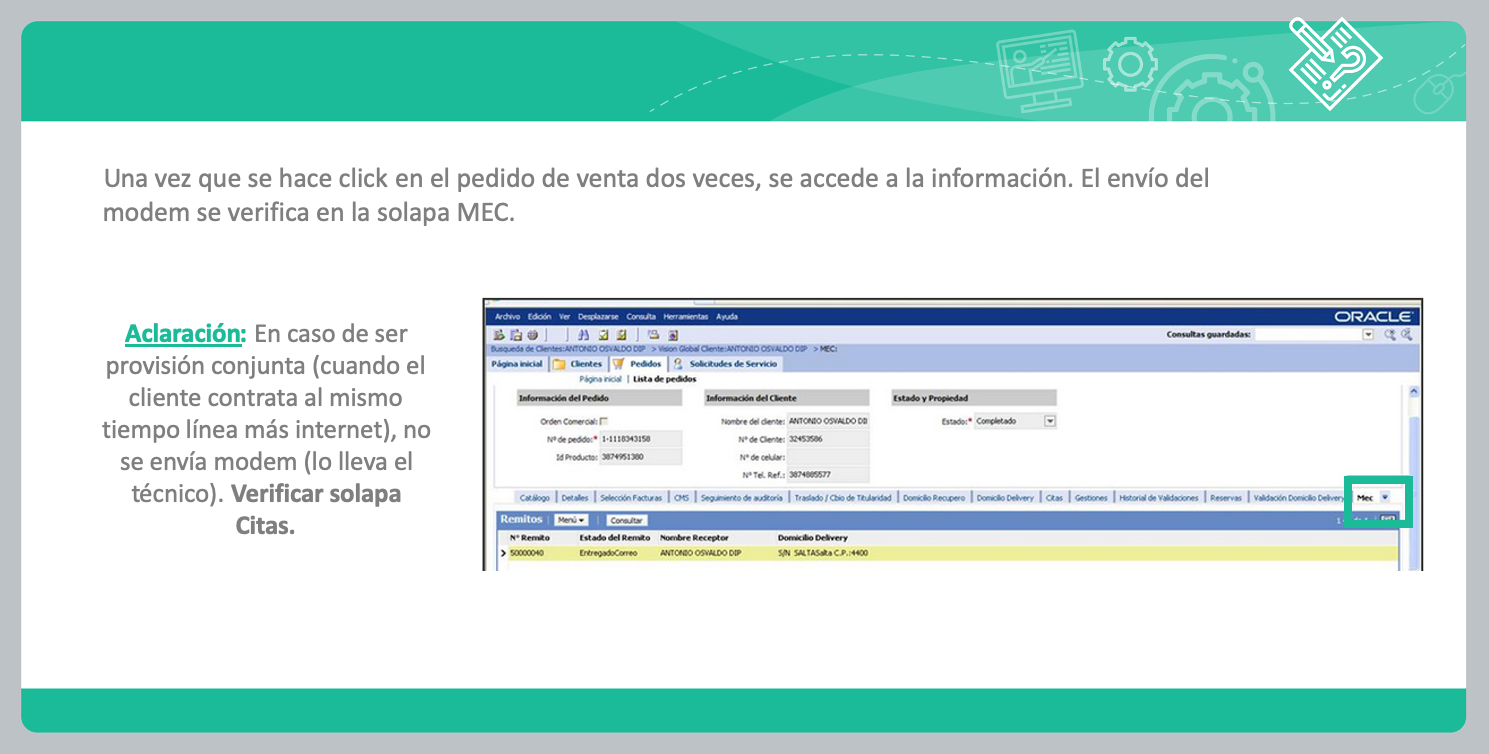 Una vez que se hace click en el pedido de venta dos veces, se accede a la información. El envío del
modem se verifica en la solapa MEC.
Aclaración: En caso de ser
provisión conjunta (cuando el
cliente contrata al mismo
tiempo línea más internet), no
se envía modem (lo lleva el
técnico). Verificar solapa
Citas.
Archivo Edición Ver Desplazarse Consulta Herramientas Ayuda
ORACLE
Consultas guardadas:
Busqueda de Clientes:ANTONIO OSVALDO DIP > Vision Global Cliente:ANTONIO OSVALDO DIP > MEC:
Página inicial Clientes Pedidos Solicitudes de Servicio
Página inicial | Lista de pedidos
Información del Pedido Información del Cliente Estado y Propiedad
Orden Comercial: Nombre del cliente: ANTONIO OSVALDO DIP Estado:* Completado
Nº de pedido:* 1-1118343158 Nº de Cliente: 32453586
Id Producto: 3874951380 Nº de celular:
Nº Tel. Ref.: 3874885577
Catálogo | Detalles | Selección Facturas | CMS | Seguimiento de auditoría | Traslado / Cbio de Titularidad | Domicilio Recupero | Domicilio Delivery | Citas | Gestiones | Historial de Validaciones | Reservas | Validación Domicilio Delivery | Mec
Remitos | Menú | Consultar
Nº Remito Estado del Remito Nombre Receptor Domicilio Delivery
50000040 EntregadoCorreo ANTONIO OSVALDO DIP S/N SALTASalta C.P.:4400